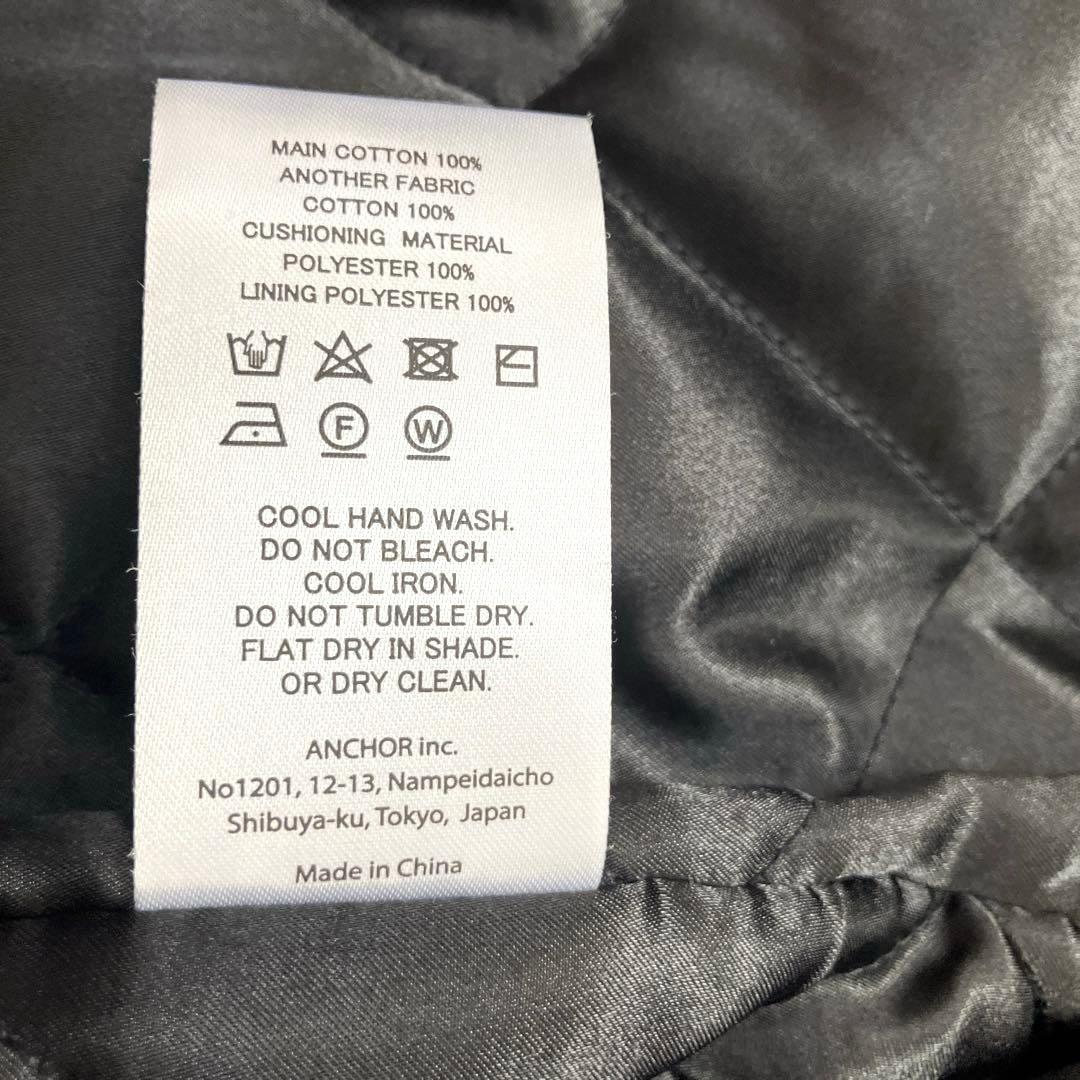 MAIN COTTON 100%
ANOTHER FABRIC
COTTON 100%
CUSHIONING MATERIAL
POLYESTER 100%
LINING POLYESTER 100%
F W
COOL HAND WASH.
DO NOT BLEACH.
COOL IRON.
DO NOT TUMBLE DRY.
FLAT DRY IN SHADE.
OR DRY CLEAN.
ANCHOR inc.
No1201, 12-13, Nampeidaicho
Shibuya-ku, Tokyo, Japan
Made in China